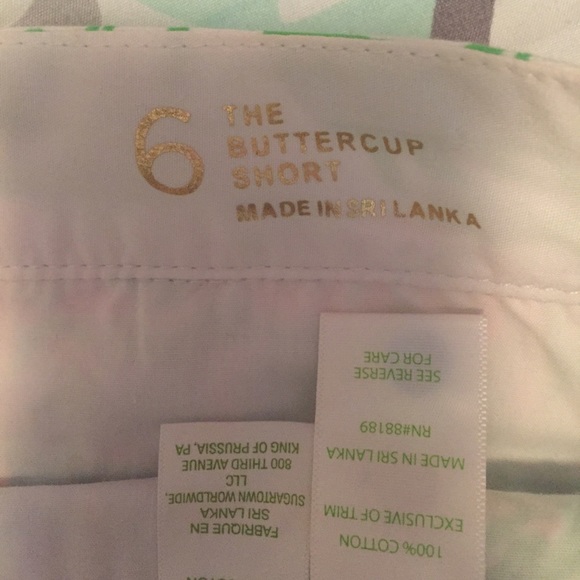 6
THE
BUTTERCUP
SHORT
MADE IN SRI LANKA
100% COTTON
EXCLUSIVE OF TRIM
MADE IN SRI LANKA
RN#88189
SEE REVERSE
FOR CARE
FABRIQUE EN
SRI LANKA
SUGARTOWN WORLDWIDE,
LLC
800 THIRD AVENUE
KING OF PRUSSIA, PA